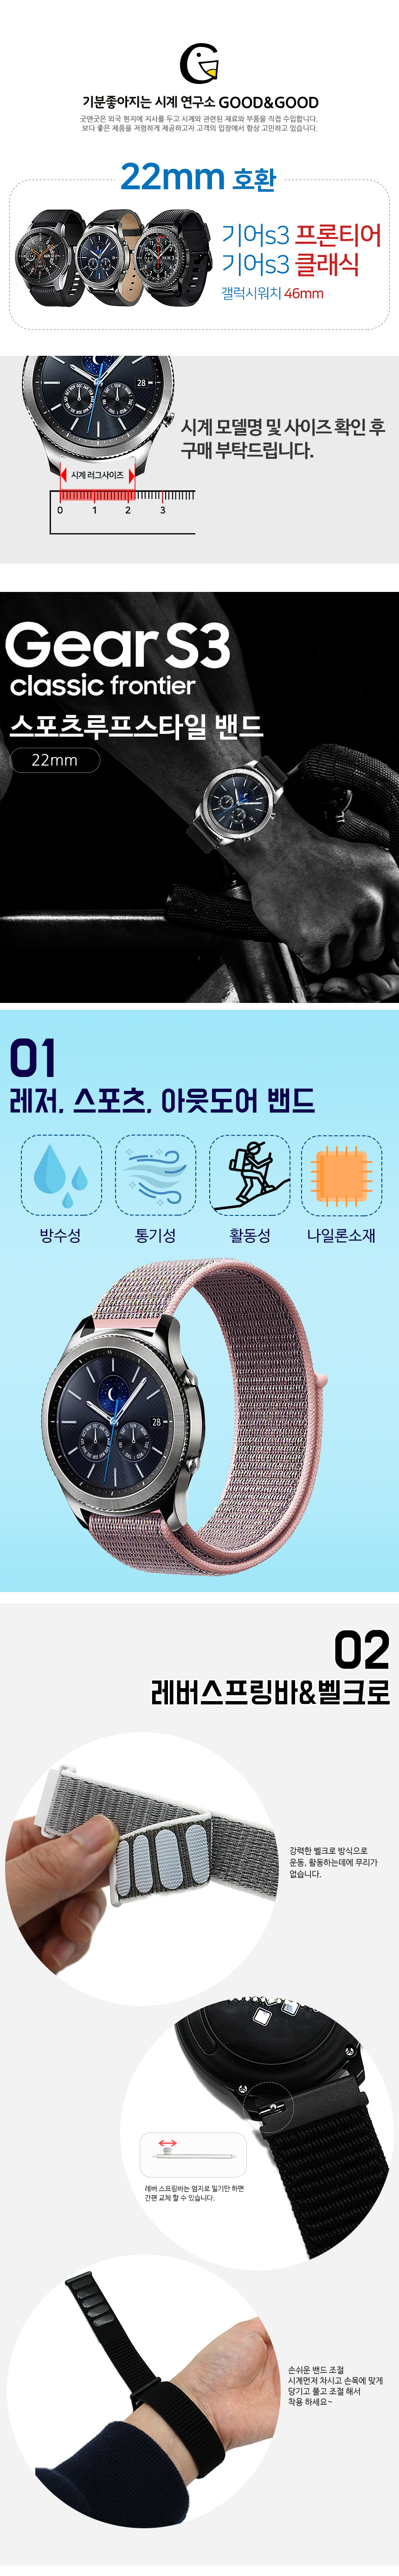 기분좋아지는 시계 연구소 GOOD&GOOD
굿앤굿은 외국 현지에 지사를 두고 시계와 관련된 재료와 부품을 직접 수입합니다.
보다 좋은 제품을 저렴하게 제공하고자 고객의 입장에서 항상 고민하고 있습니다.
22mm 호환
기어s3 프론티어
기어s3 클래식
갤럭시워치 46mm
28
시계 모델명 및 사이즈 확인 후
구매 부탁드립니다.
시계 러그사이즈
0 1 2 3
Gear S3
classic frontier
스포츠루프스타일 밴드
22mm
01
레저, 스포츠, 아웃도어 밴드
방수성 통기성 활동성 나일론소재
28
02
레버스프링바&벨크로
강력한 벨크로 방식으로
운동, 활동하는데에 무리가
없습니다.
레버 스프링바는 엄지로 밀기만 하면
간편 교체 할 수 있습니다.
손쉬운 밴드 조절
시계먼저 차시고 손목에 맞게
당기고 풀고 조절 해서
착용 하세요~